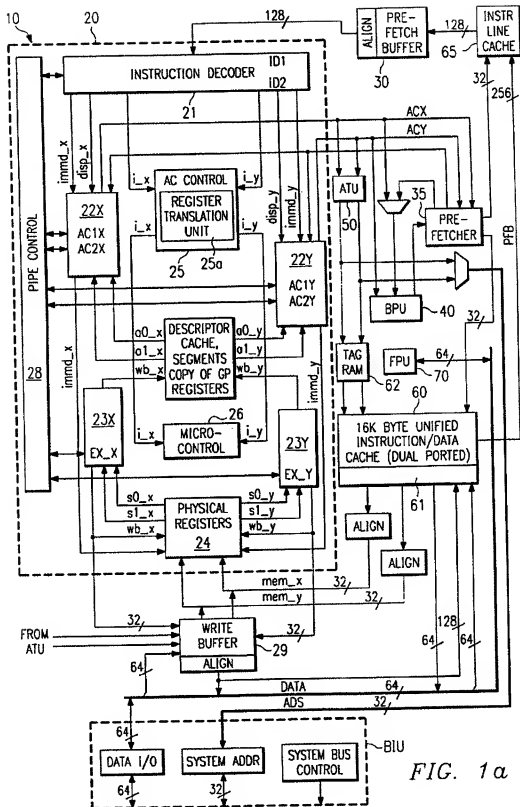 10
20
128
ALIGN
PRE-
FETCH
BUFFER
30
128
INSTR
LINE
CACHE
65
32
256
INSTRUCTION DECODER
ID1
ID2
21
PIPE CONTROL
28
immd_x
disp_x
i_x
AC CONTROL
REGISTER
TRANSLATION
UNIT
25
25a
i_y
disp_y
immd_y
22X
AC1X
AC2X
22Y
AC1Y
AC2Y
ACX
ACY
ATU
50
35
PRE-
FETCHER
BPU
40
PFB
32
i_x
i_y
immd_x
a0_x
a1_x
wb_x
DESCRIPTOR
CACHE,
SEGMENTS
COPY OF GP
REGISTERS
a0_y
a1_y
wb_y
immd_y
TAG
RAM
62
FPU
70
64
60
16K BYTE UNIFIED
INSTRUCTION/DATA
CACHE (DUAL PORTED)
61
23X
EX_X
i_x
MICRO-
CONTROL
26
i_y
23Y
EX_Y
s0_x
s1_x
wb_x
PHYSICAL
REGISTERS
24
s0_y
s1_y
wb_y
ALIGN
ALIGN
mem_x
32
mem_y
32
FROM
ATU
32
WRITE
BUFFER
29
ALIGN
32
64
64
128
64
DATA
64
ADS
32
64
DATA I/O
64
SYSTEM ADDR
32
SYSTEM BUS
CONTROL
BIU
FIG. 1a